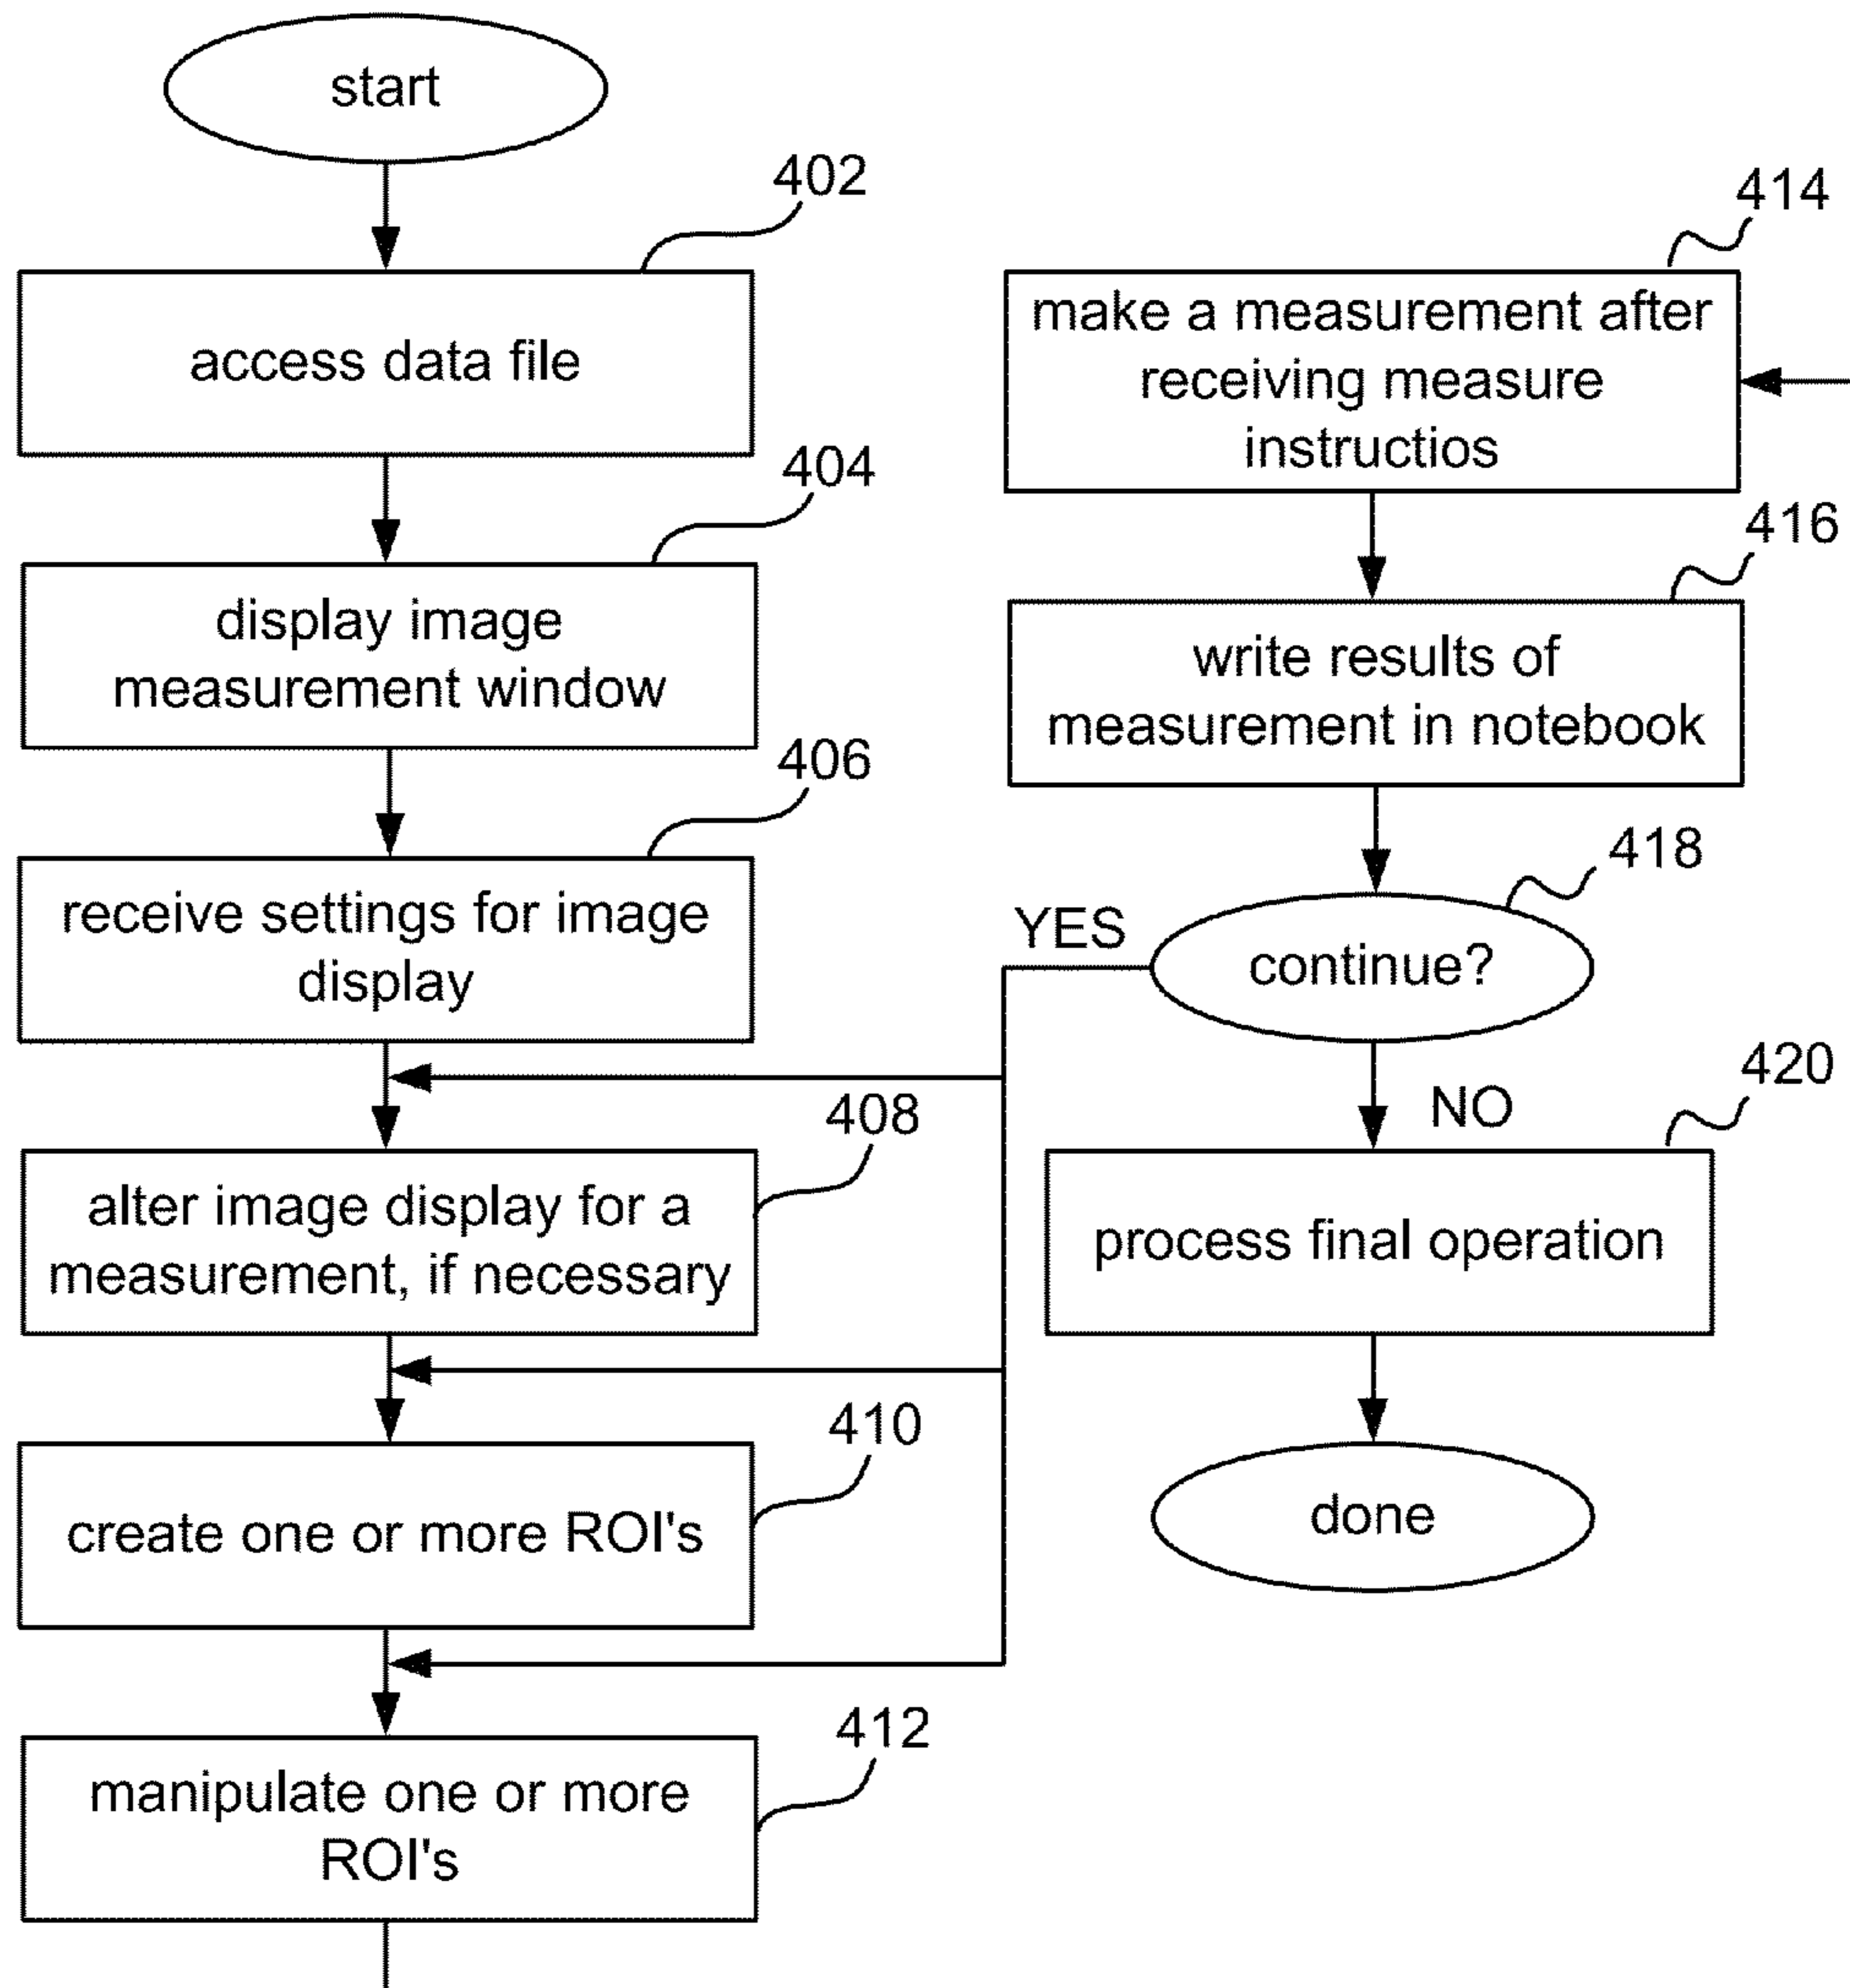 start
402
access data file
404
display image
measurement window
406
receive settings for image
display
408
alter image display for a
measurement, if necessary
410
create one or more ROI's
412
manipulate one or more
ROI's
414
make a measurement after
receiving measure
instructios
416
write results of
measurement in notebook
418
YES
continue?
NO
420
process final operation
done